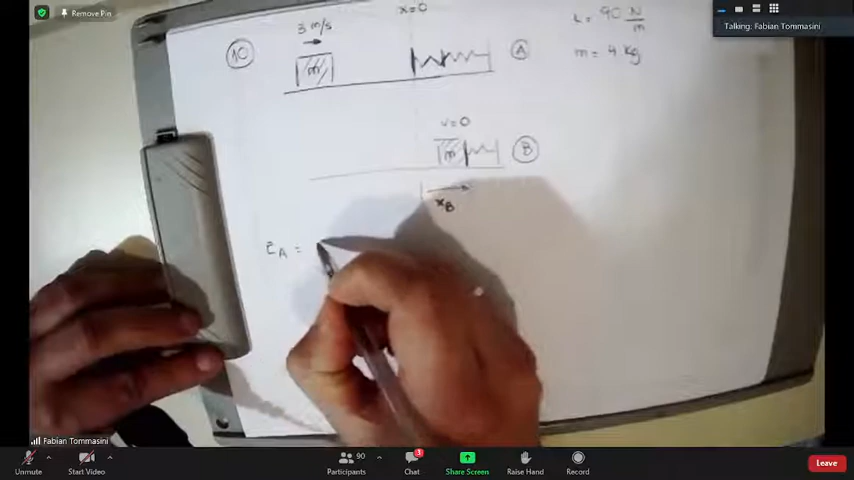 Remove Pin
Talking: Fabian Tommasini
x=0
k= 90 N/m
3 m/s
10
m
A
m= 4 kg
v=0
m
B
x_B
E_A =
Fabian Tommasini
Unmute
Start Video
90
Participants
3
Chat
Share Screen
Raise Hand
Record
Leave